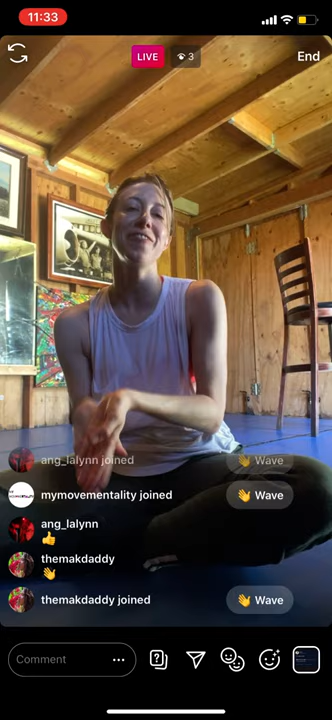 11:33
LIVE 3 End
ang_lalynn joined Wave
mymovementality joined Wave
ang_lalynn
themakdaddy
themakdaddy joined Wave
Comment